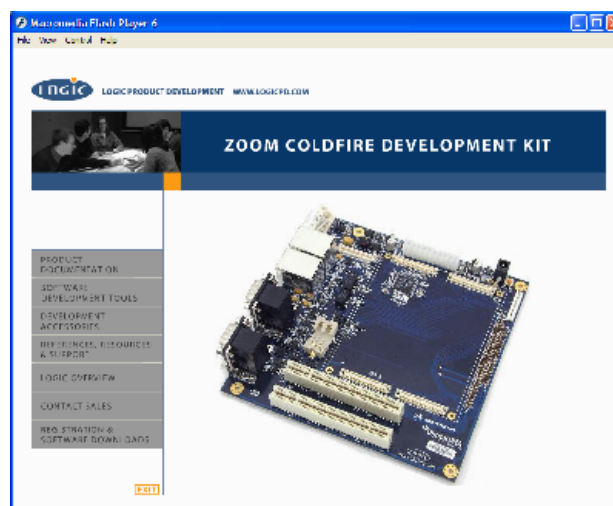 Macromedia Flash Player 6
File View Control Help
LOGIC LOGIC PRODUCT DEVELOPMENT WWW.LOGICPD.COM
ZOOM COLDFIRE DEVELOPMENT KIT
PRODUCT
DOCUMENTATION
SOFTWARE
DEVELOPMENT TOOLS
DEVELOPMENT
ACCESSORIES
REFERENCES, RESOURCES
& SUPPORT
LOGIC OVERVIEW
CONTACT SALES
REGISTRATION &
SOFTWARE DOWNLOADS
EXIT